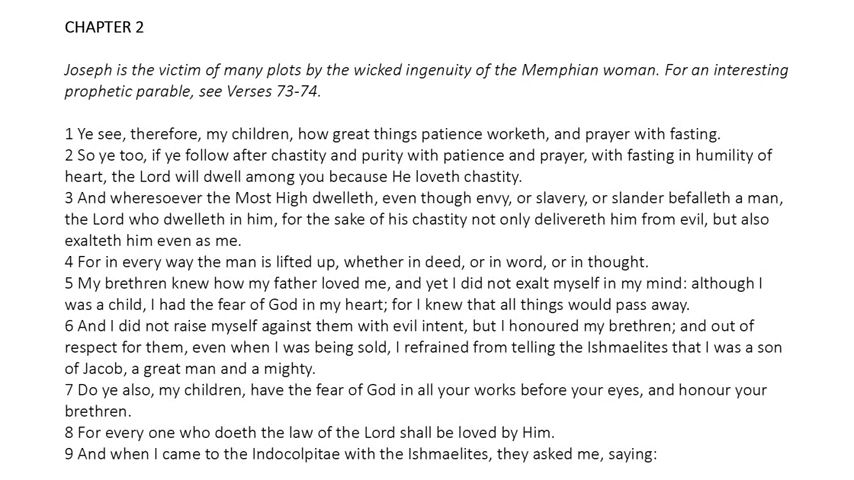 CHAPTER 2
Joseph is the victim of many plots by the wicked ingenuity of the Memphian woman. For an interesting
prophetic parable, see Verses 73-74.
1 Ye see, therefore, my children, how great things patience worketh, and prayer with fasting.
2 So ye too, if ye follow after chastity and purity with patience and prayer, with fasting in humility of
heart, the Lord will dwell among you because He loveth chastity.
3 And wheresoever the Most High dwelleth, even though envy, or slavery, or slander befalleth a man,
the Lord who dwelleth in him, for the sake of his chastity not only delivereth him from evil, but also
exalteth him even as me.
4 For in every way the man is lifted up, whether in deed, or in word, or in thought.
5 My brethren knew how my father loved me, and yet I did not exalt myself in my mind: although I
was a child, I had the fear of God in my heart; for I knew that all things would pass away.
6 And I did not raise myself against them with evil intent, but I honoured my brethren; and out of
respect for them, even when I was being sold, I refrained from telling the Ishmaelites that I was a son
of Jacob, a great man and a mighty.
7 Do ye also, my children, have the fear of God in all your works before your eyes, and honour your
brethren.
8 For every one who doeth the law of the Lord shall be loved by Him.
9 And when I came to the Indocolpitae with the Ishmaelites, they asked me, saying: